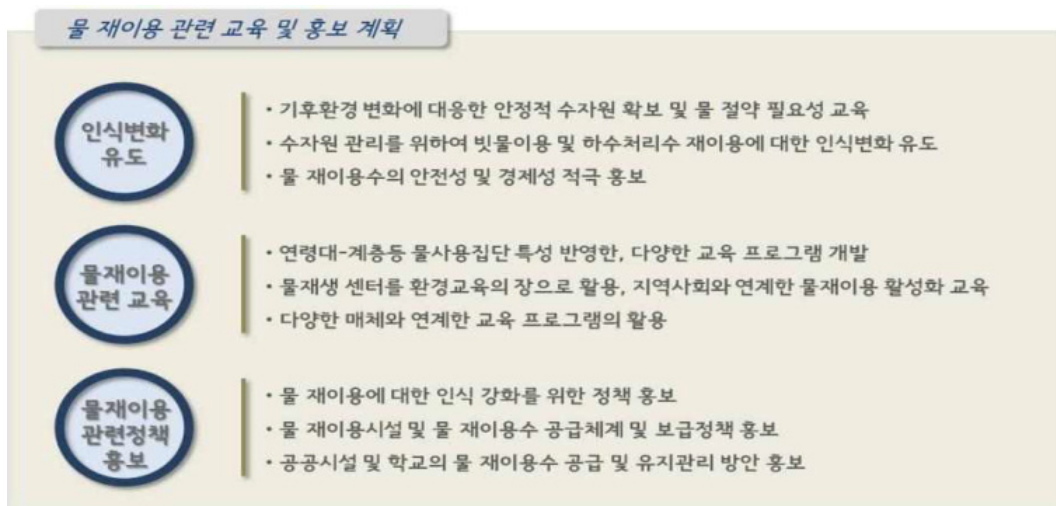 물 재이용 관련 교육 및 홍보 계획
인식변화
유도
• 기후환경 변화에 대응한 안정적 수자원 확보 및 물 절약 필요성 교육
• 수자원 관리를 위하여 빗물이용 및 하수처리수 재이용에 대한 인식변화 유도
• 물 재이용수의 안전성 및 경제성 적극 홍보
물재이용
관련 교육
• 연령대-계층등 물사용집단 특성 반영한, 다양한 교육 프로그램 개발
• 물재생 센터를 환경교육의 장으로 활용, 지역사회와 연계한 물재이용 활성화 교육
• 다양한 매체와 연계한 교육 프로그램의 활용
물재이용
관련정책
홍보
• 물 재이용에 대한 인식 강화를 위한 정책 홍보
• 물 재이용시설 및 물 재이용수 공급체계 및 보급정책 홍보
• 공공시설 및 학교의 물 재이용수 공급 및 유지관리 방안 홍보